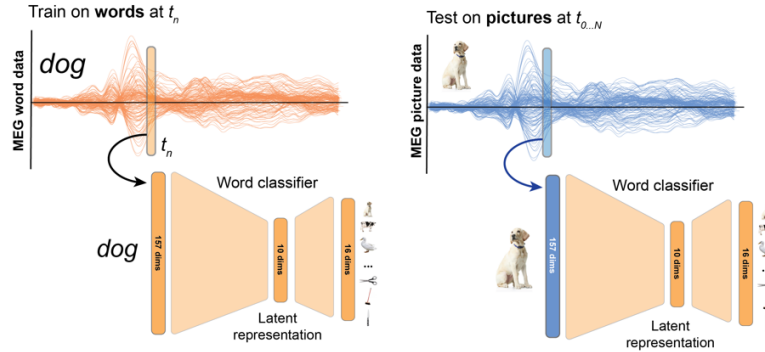 Train on words at tn
MEG word data
dog
tn
Word classifier
157 dims
10 dims
16 dims
dog
...
Latent
representation
Test on pictures at t0...N
MEG picture data
Word classifier
157 dims
10 dims
16 dims
Latent
representation